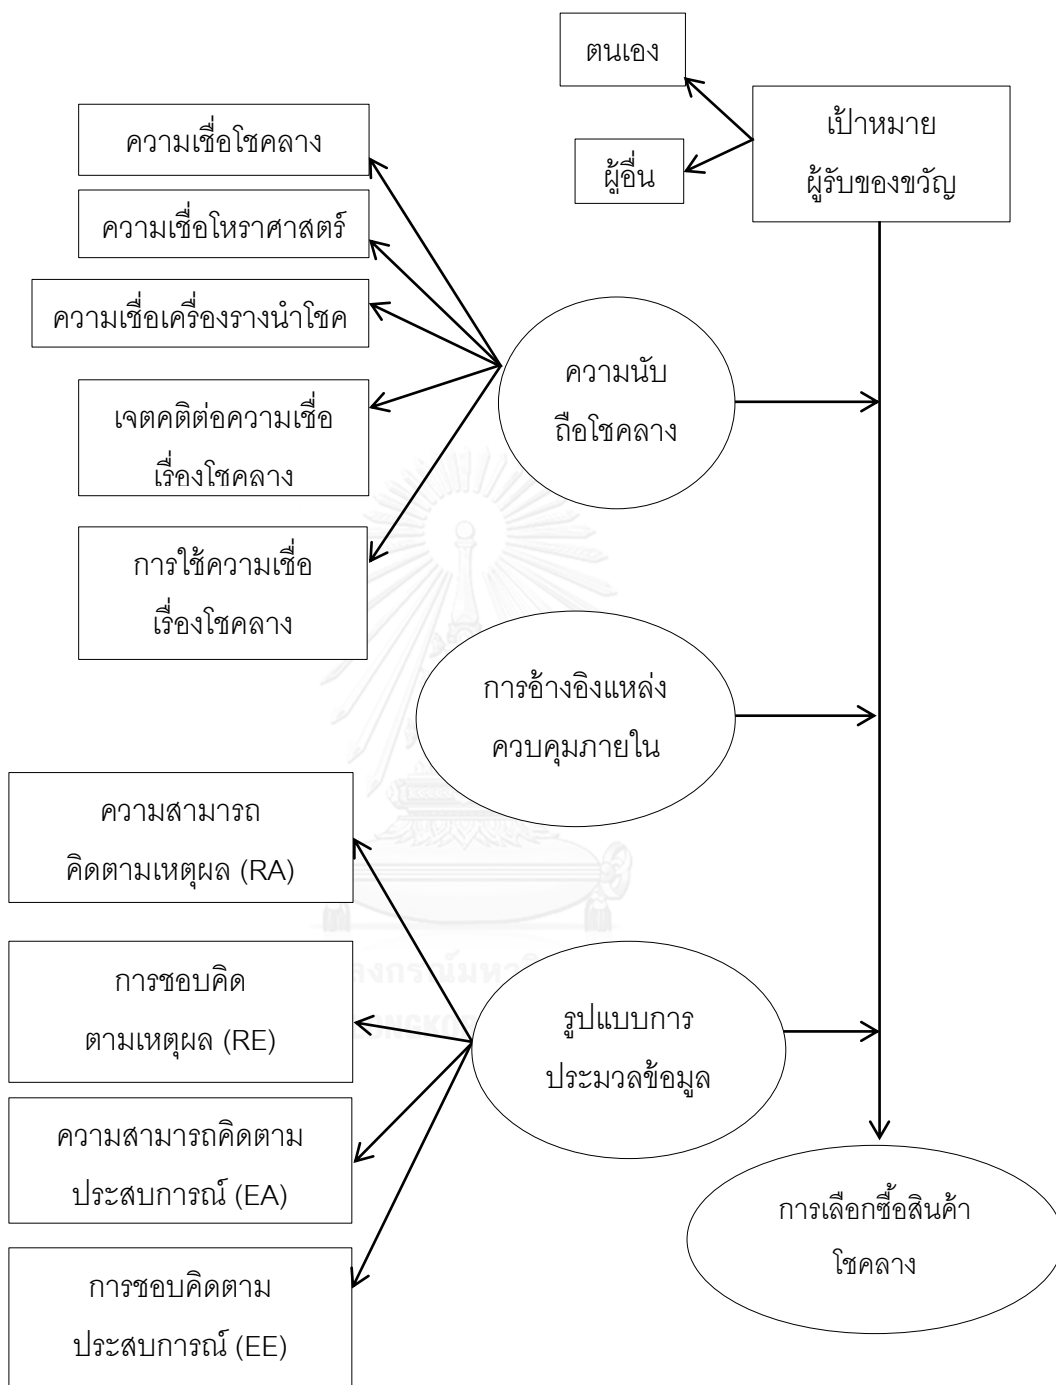 ตนเอง
เป้าหมาย
ผู้รับของขวัญ
ผู้อื่น
ความเชื่อโชคลาง
ความเชื่อโหราศาสตร์
ความเชื่อเครื่องรางนำโชค
เจตคติต่อความเชื่อ
เรื่องโชคลาง
การใช้ความเชื่อ
เรื่องโชคลาง
ความนับ
ถือโชคลาง
การอ้างอิงแหล่ง
ควบคุมภายใน
ความสามารถ
คิดตามเหตุผล (RA)
การชอบคิด
ตามเหตุผล (RE)
ความสามารถคิดตาม
ประสบการณ์ (EA)
การชอบคิดตาม
ประสบการณ์ (EE)
รูปแบบการ
ประมวลข้อมูล
การเลือกซื้อสินค้า
โชคลาง